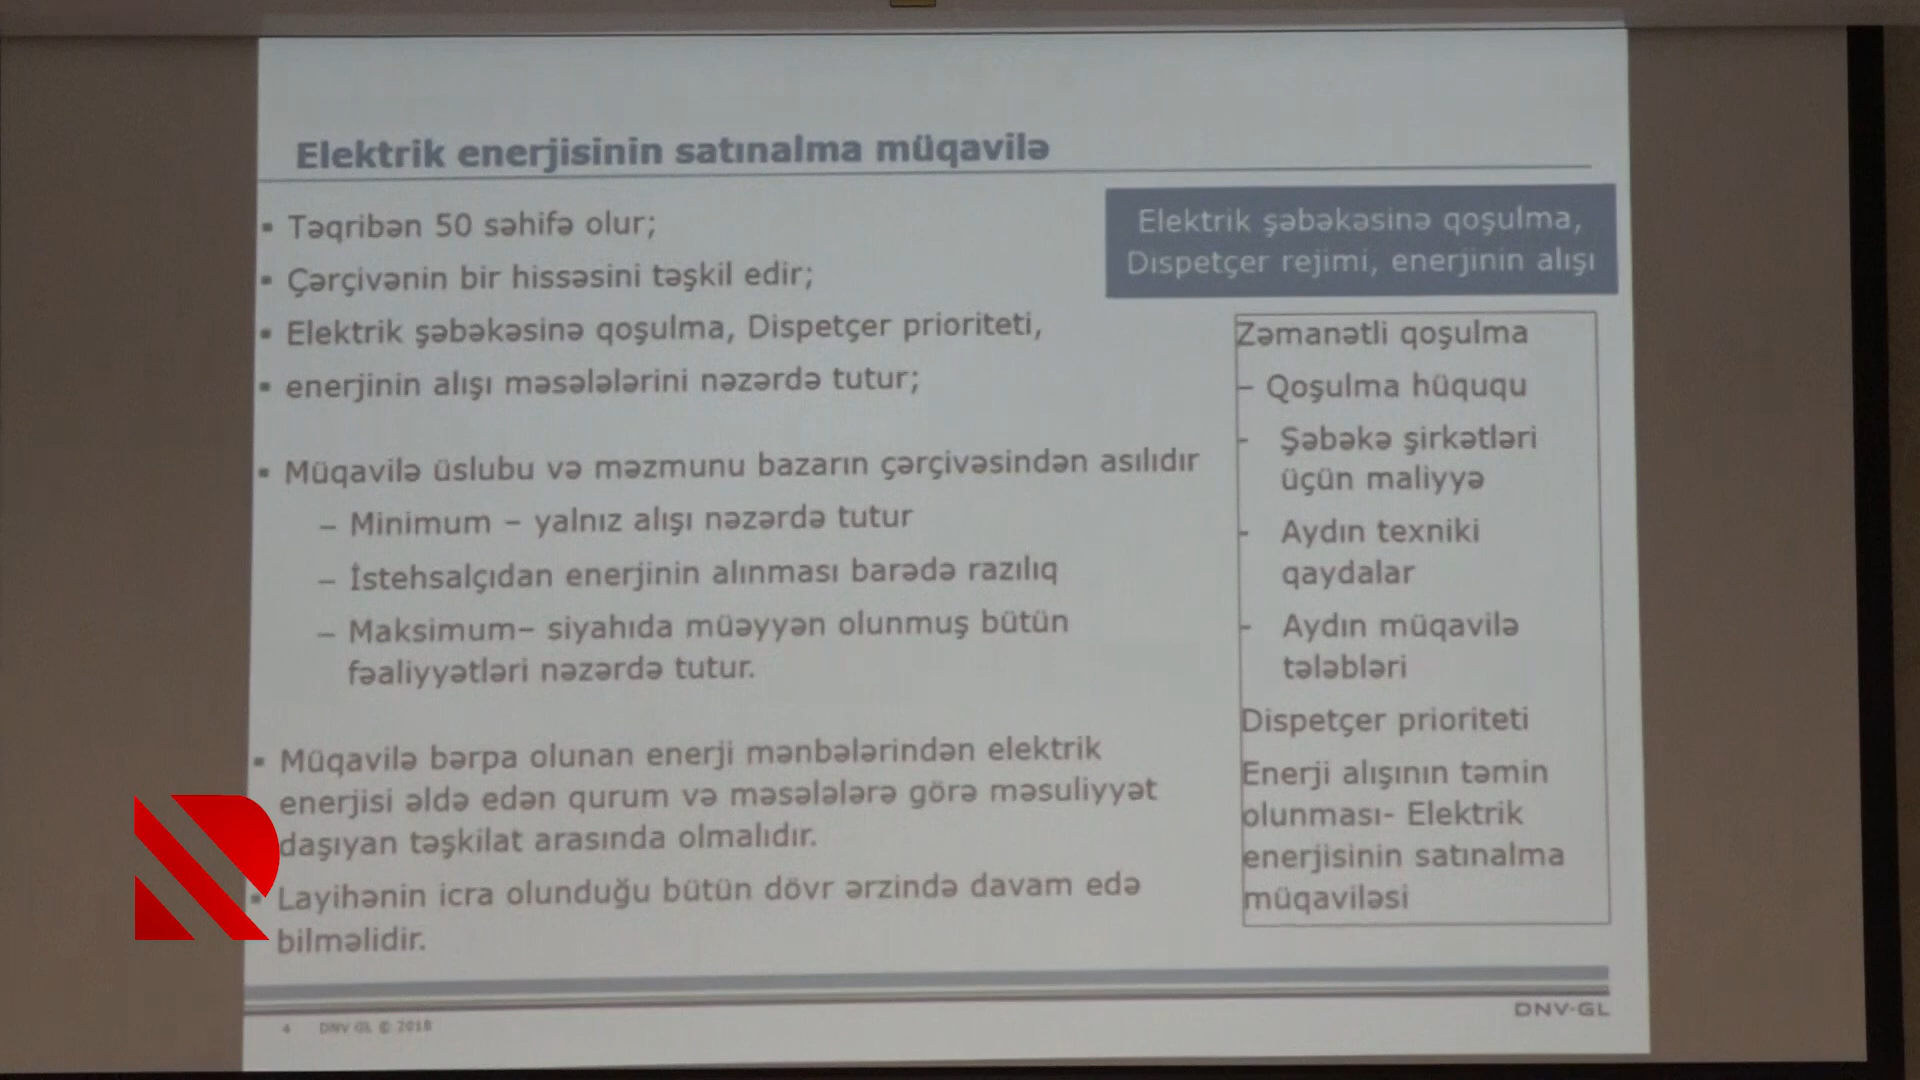 Elektrik enerjisinin satınalma müqavilə
▪ Təqribən 50 səhifə olur;
▪ Çərçivənin bir hissəsini təşkil edir;
▪ Elektrik şəbəkəsinə qoşulma, Dispetçer prioriteti,
▪ enerjinin alışı məsələlərini nəzərdə tutur;
▪ Müqavilə üslubu və məzmunu bazarın çərçivəsindən asılıdır
– Minimum – yalnız alışı nəzərdə tutur
– İstehsalçıdan enerjinin alınması barədə razılıq
– Maksimum– siyahıda müəyyən olunmuş bütün
fəaliyyətləri nəzərdə tutur.
▪ Müqavilə bərpa olunan enerji mənbələrindən elektrik
enerjisi əldə edən qurum və məsələlərə görə məsuliyyət
daşıyan təşkilat arasında olmalıdır.
▪ Layihənin icra olunduğu bütün dövr ərzində davam edə
bilməlidir.
Elektrik şəbəkəsinə qoşulma,
Dıspetçer rejimi, enerjinin alışı
Zəmanətli qoşulma
– Qoşulma hüququ
- Şəbəkə şirkətləri
üçün maliyyə
- Aydın texniki
qaydalar
- Aydın müqavilə
tələbləri
Dispetçer prioriteti
Enerji alışının təmin
olunması- Elektrik
enerjisinin satınalma
müqaviləsi
4 DNV GL © 2018
DNV·GL